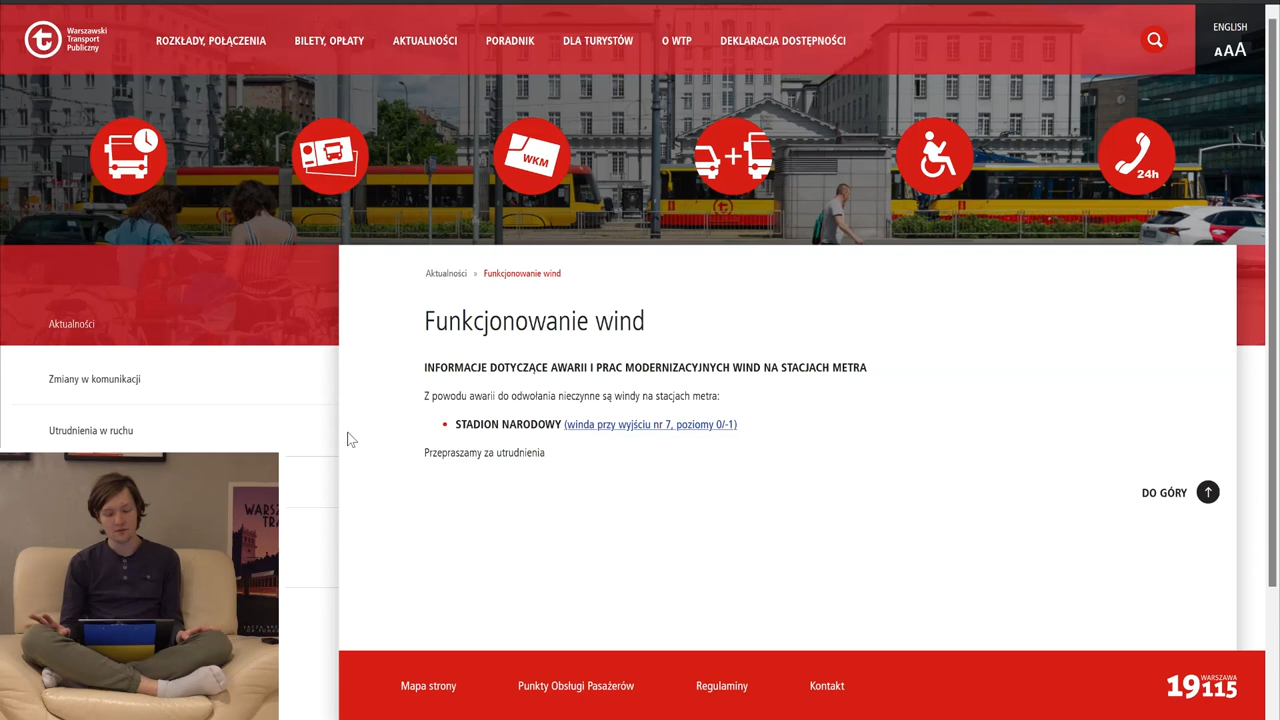 Warszawski
Transport
Publiczny
ROZKŁADY, POŁĄCZENIA
BILETY, OPŁATY
AKTUALNOŚCI
PORADNIK
DLA TURYSTÓW
O WTP
DEKLARACJA DOSTĘPNOŚCI
ENGLISH
AAA
WKM
24h
Aktualności » Funkcjonowanie wind
Funkcjonowanie wind
Aktualności
Zmiany w komunikacji
Utrudnienia w ruchu
INFORMACJE DOTYCZĄCE AWARII I PRAC MODERNIZACYJNYCH WIND NA STACJACH METRA
Z powodu awarii do odwołania nieczynne są windy na stacjach metra:
STADION NARODOWY (winda przy wyjściu nr 7, poziomy 0/-1)
Przepraszamy za utrudnienia
DO GÓRY
Mapa strony
Punkty Obsługi Pasażerów
Regulaminy
Kontakt
19 WARSZAWA 115